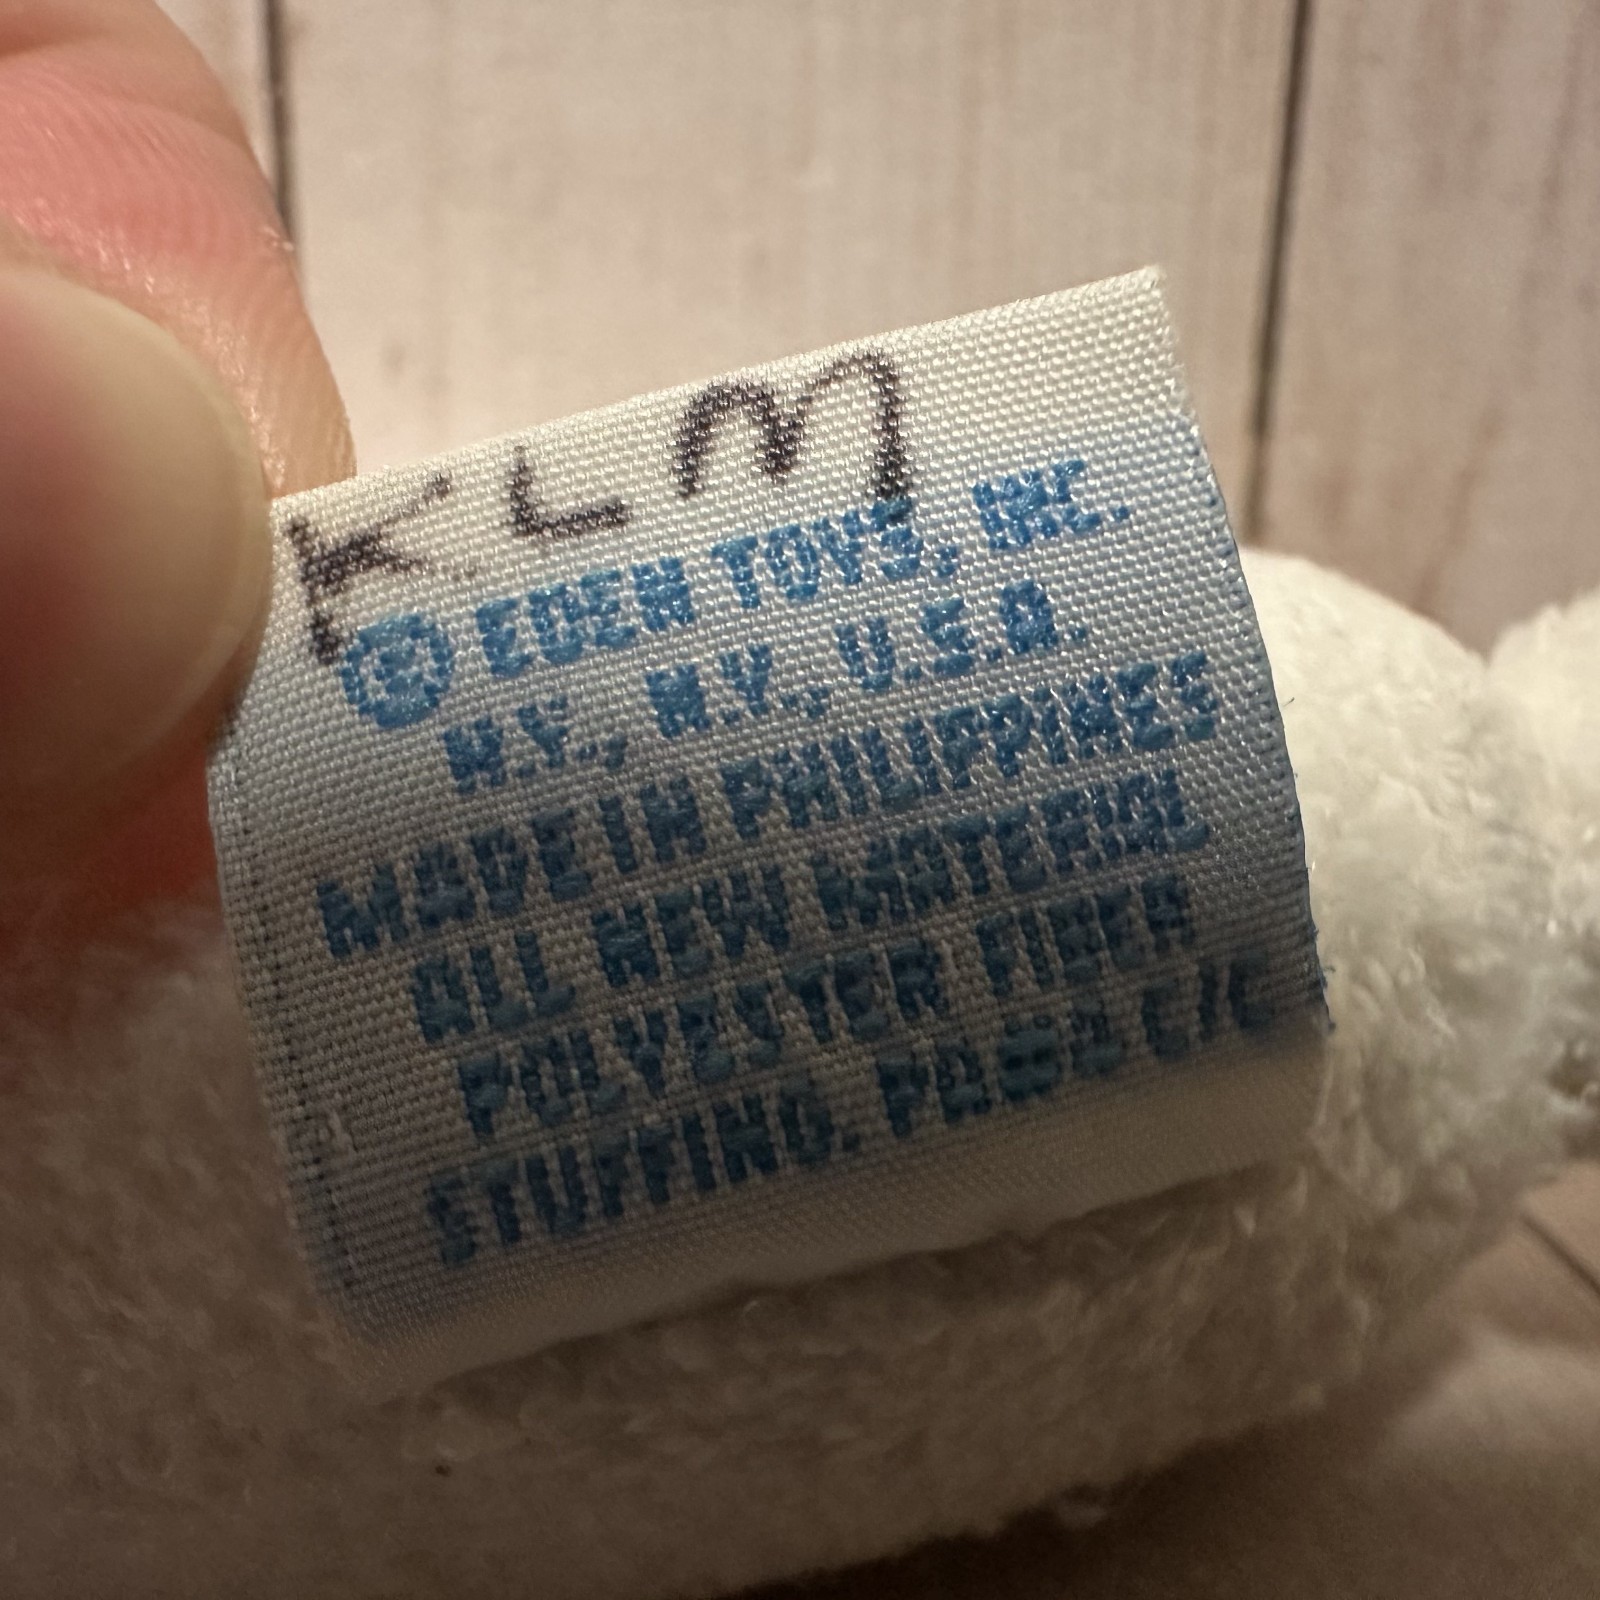 KLM
© EDEN TOYS, INC.
N.Y., N.Y., U.S.A.
MADE IN PHILIPPINES
ALL NEW MATERIAL
POLYESTER FIBER
STUFFING.